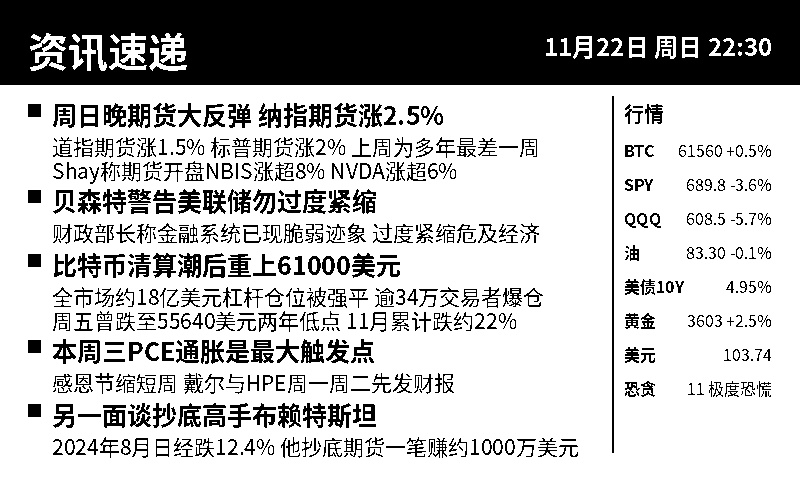 资讯速递
11月22日 周日 22:30
周日晚期货大反弹 纳指期货涨2.5%
道指期货涨1.5% 标普期货涨2% 上周为多年最差一周
Shay称期货开盘NBIS涨超8% NVDA涨超6%
贝森特警告美联储勿过度紧缩
财政部长称金融系统已现脆弱迹象 过度紧缩危及经济
比特币清算潮后重上61000美元
全市场约18亿美元杠杆仓位被强平 逾34万交易者爆仓
周五曾跌至55640美元两年低点 11月累计跌约22%
本周三PCE通胀是最大触发点
感恩节缩短周 戴尔与HPE周一周二先发财报
另一面谈抄底高手布赖特斯坦
2024年8月日经跌12.4% 他抄底期货一笔赚约1000万美元
行情
BTC 61560 +0.5%
SPY 689.8 -3.6%
QQQ 608.5 -5.7%
油 83.30 -0.1%
美债10Y 4.95%
黄金 3603 +2.5%
美元 103.74
恐贪 11 极度恐慌